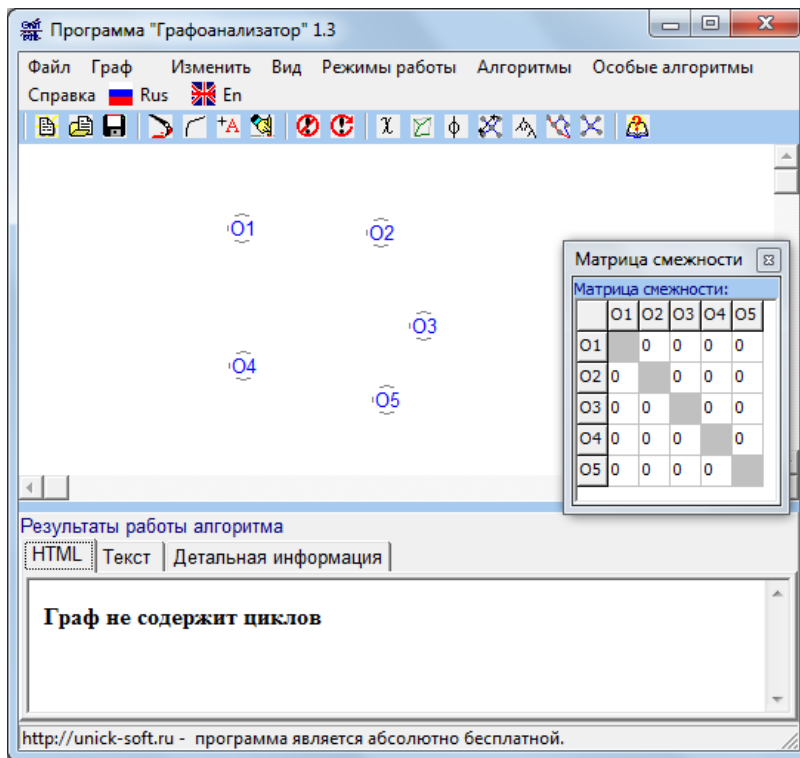 Программа "Графоанализатор" 1.3
Файл Граф Изменить Вид Режимы работы Алгоритмы Особые алгоритмы
Справка Rus En
O1
O2
O3
O4
O5
Матрица смежности
Матрица смежности:
O1 O2 O3 O4 O5
O1 0 0 0 0
O2 0 0 0 0
O3 0 0 0 0
O4 0 0 0 0
O5 0 0 0 0
Результаты работы алгоритма
HTML Текст Детальная информация
Граф не содержит циклов
http://unick-soft.ru - программа является абсолютно бесплатной.